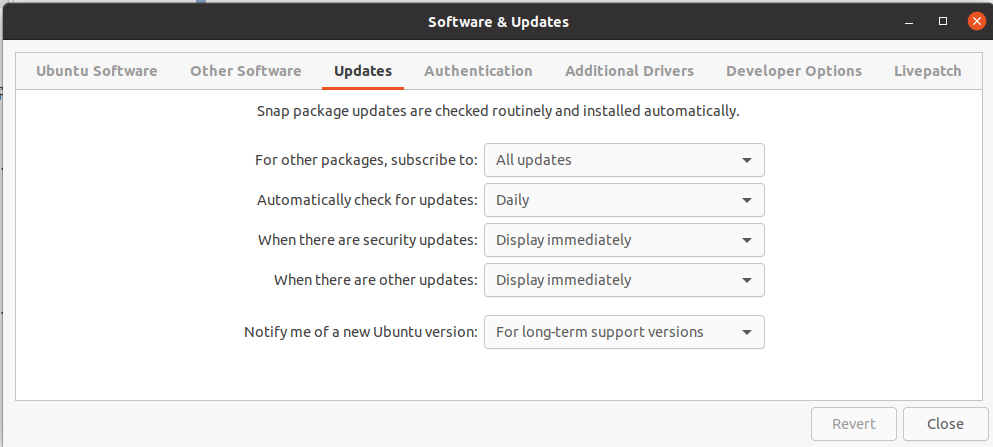 Software & Updates
Ubuntu Software Other Software Updates Authentication Additional Drivers Developer Options Livepatch
Snap package updates are checked routinely and installed automatically.
For other packages, subscribe to: All updates
Automatically check for updates: Daily
When there are security updates: Display immediately
When there are other updates: Display immediately
Notify me of a new Ubuntu version: For long-term support versions
Revert Close